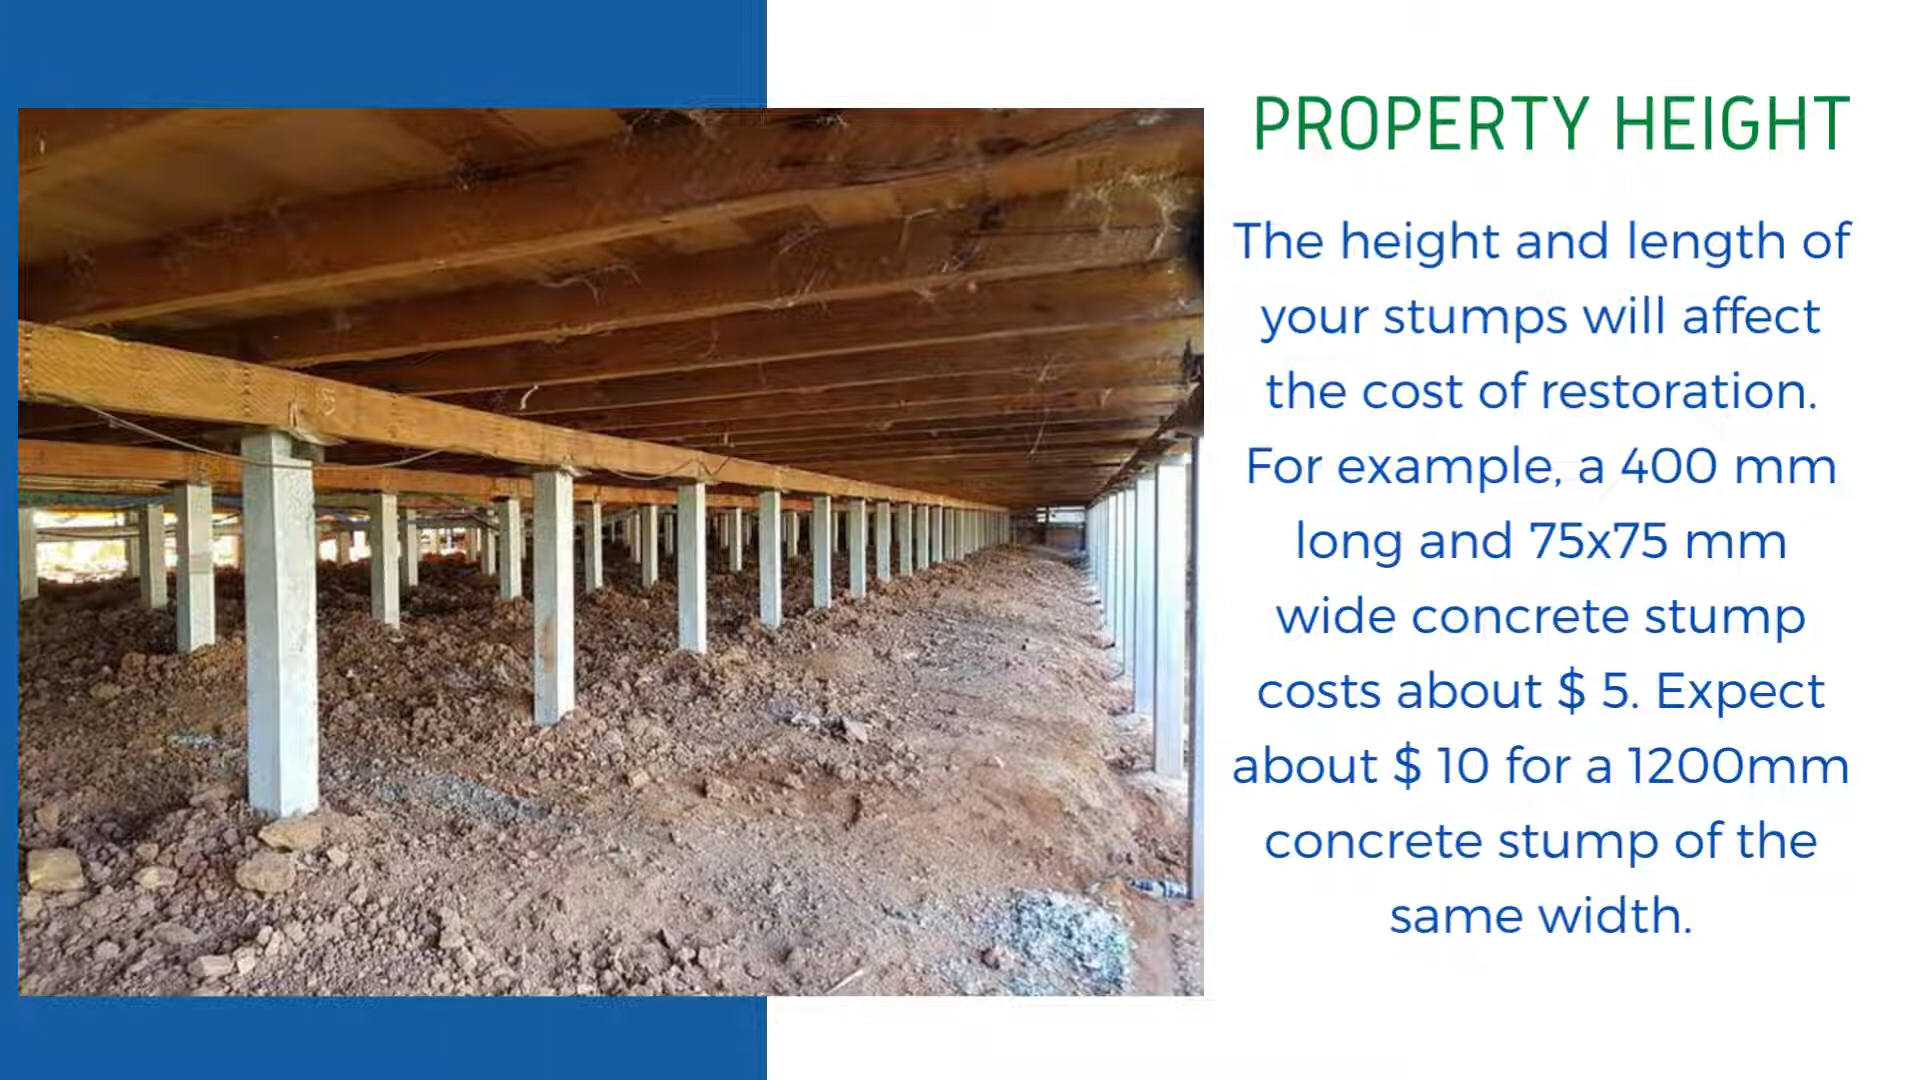 PROPERTY HEIGHT
The height and length of
your stumps will affect
the cost of restoration.
For example, a 400 mm
long and 75x75 mm
wide concrete stump
costs about $ 5. Expect
about $ 10 for a 1200mm
concrete stump of the
same width.